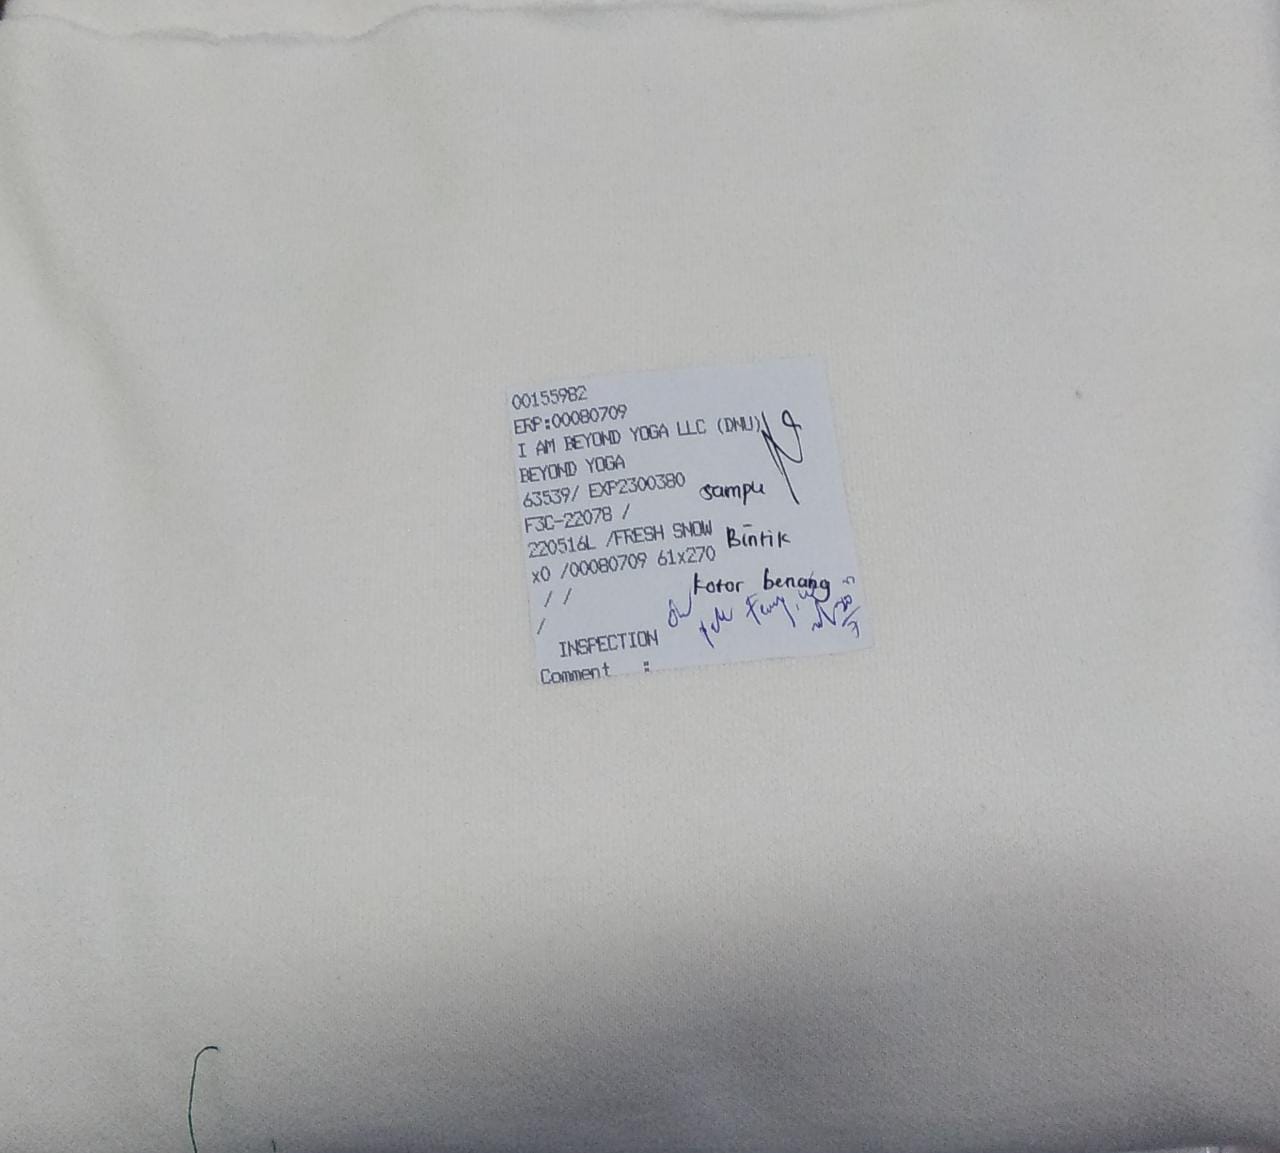 00155982
ERP:00080709
I AM BEYOND YOGA LLC (DNU)
BEYOND YOGA
63539/ EXP2300380
sampu
F3C-22078 /
220516L /FRESH SNOW
Bintik
x0 /00080709 61x270
/ /
kotor benang
/
INSPECTION
Comment :